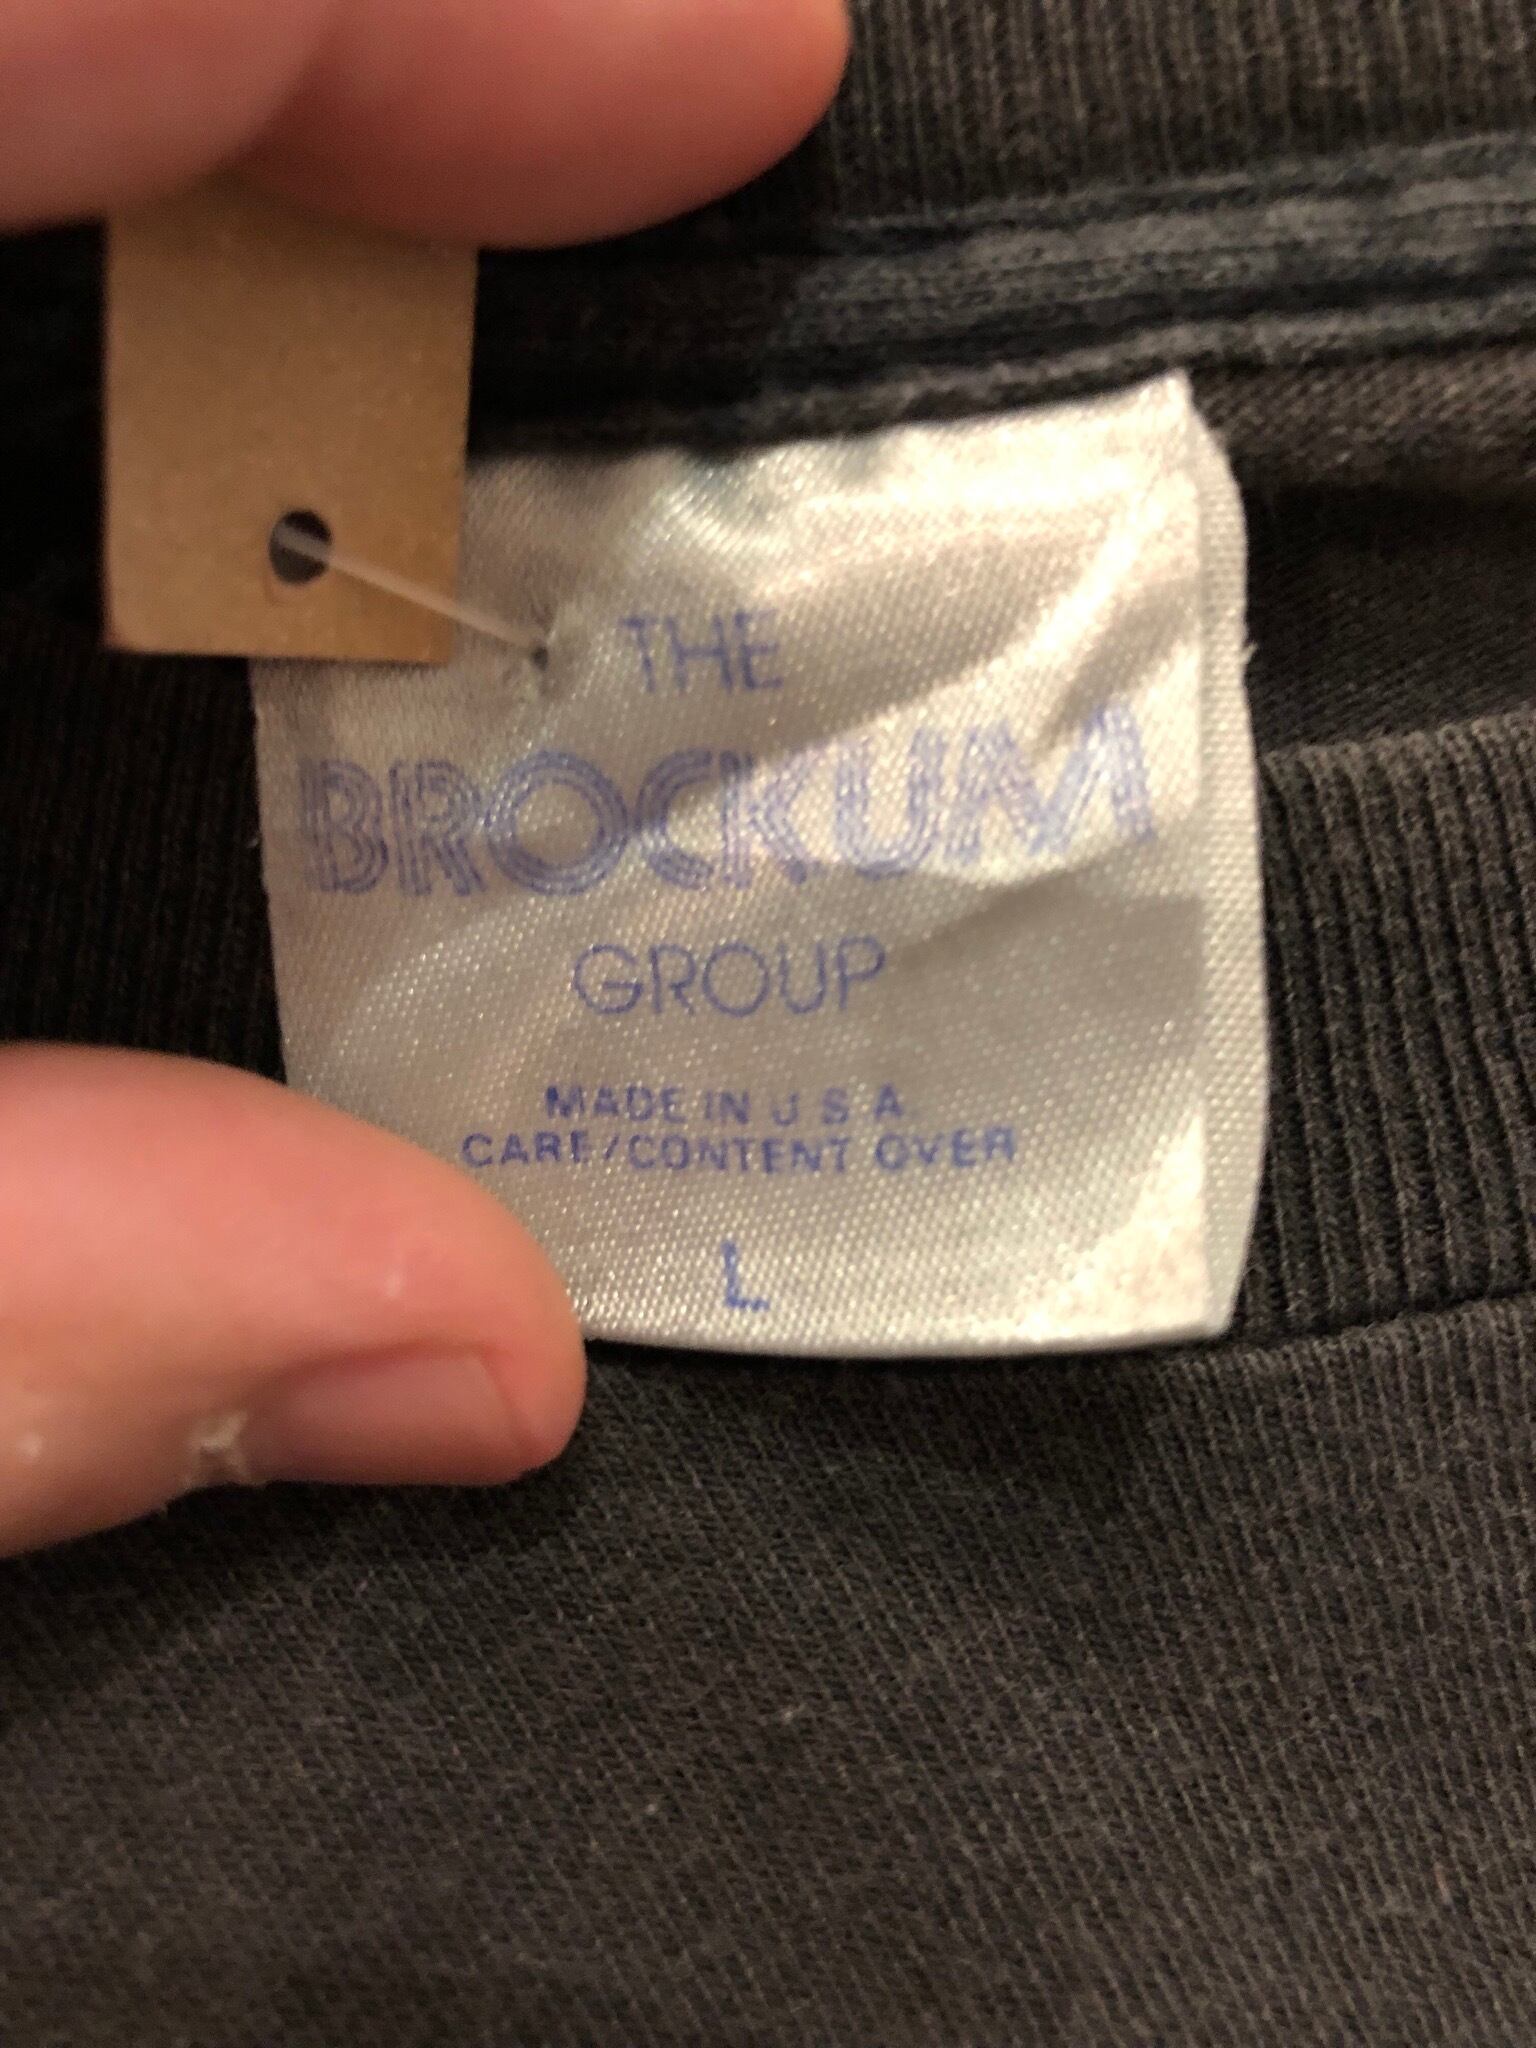 THE
BROCKUM
GROUP
MADE IN U S A.
CARE/CONTENT OVER
L